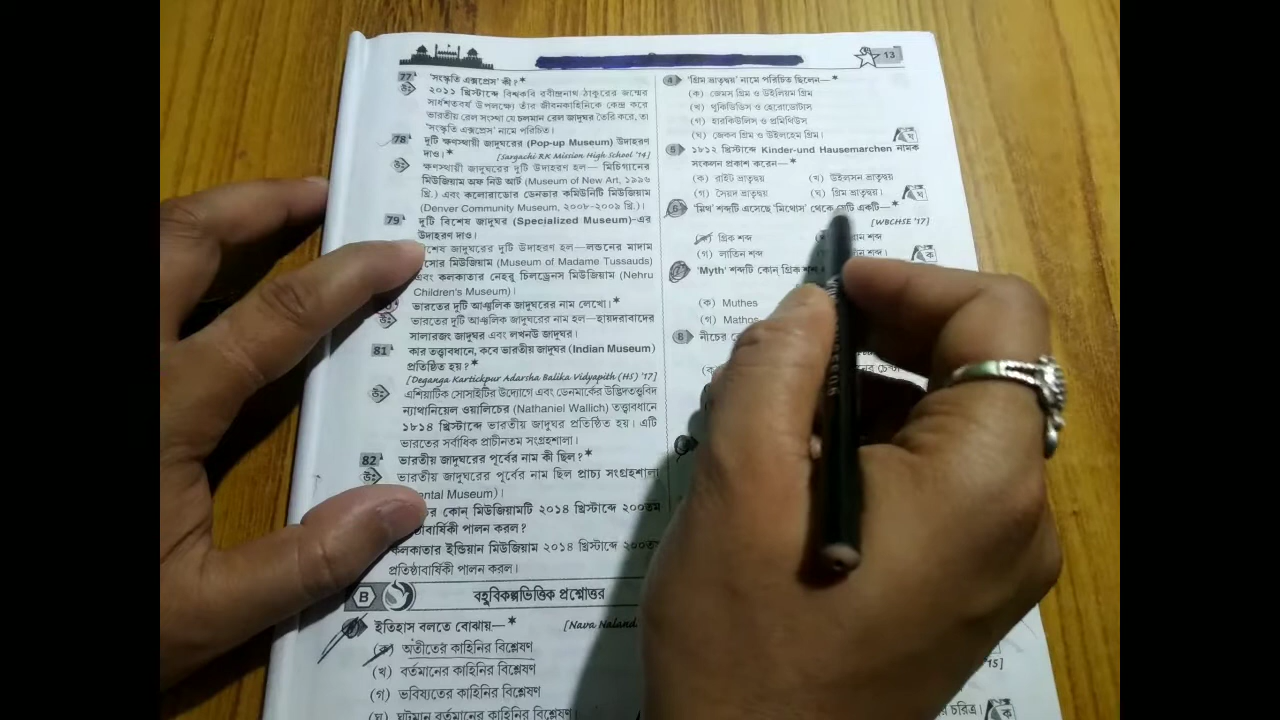 13
77 'সংস্কৃতি এক্সপ্রেস' কী?*
উঃ ২০১১ খ্রিস্টাব্দে বিশ্বকবি রবীন্দ্রনাথ ঠাকুরের জন্মের
সার্ধশতবর্ষ উপলক্ষ্যে তাঁর জীবনকাহিনিকে কেন্দ্র করে
ভারতীয় রেল সংস্থা যে চলমান রেল জাদুঘর তৈরি করে, তা
'সংস্কৃতি এক্সপ্রেস' নামে পরিচিত।
78 দুটি ক্ষণস্থায়ী জাদুঘরের (Pop-up Museum) উদাহরণ
দাও।* [Sargachi RK Mission High School '14]
উঃ ক্ষণস্থায়ী জাদুঘরের দুটি উদাহরণ হল— মিচিগানের
মিউজিয়াম অফ নিউ আর্ট (Museum of New Art, ১৯৯৬
খ্রি.) এবং কলোরাডোর ডেনভার কমিউনিটি মিউজিয়াম
(Denver Community Museum, ২০০৮-২০০৯ খ্রি.)।
79 দুটি বিশেষ জাদুঘর (Specialized Museum)-এর
উদাহরণ দাও।
শেষ জাদুঘরের দুটি উদাহরণ হল—লন্ডনের মাদাম
সোর মিউজিয়াম (Museum of Madame Tussauds)
এবং কলকাতার নেহরু চিলড্রেনস মিউজিয়াম (Nehru
Children's Museum)।
ভারতের দুটি আঞ্চলিক জাদুঘরের নাম লেখো।*
উঃ ভারতের দুটি আঞ্চলিক জাদুঘরের নাম হল—হায়দরাবাদের
সালারজং জাদুঘর এবং লখনউ জাদুঘর।
81 কার তত্ত্বাবধানে, কবে ভারতীয় জাদুঘর (Indian Museum)
প্রতিষ্ঠিত হয়?*
[Deganga Kartickpur Adarsha Balika Vidyapith (HS) '17]
উঃ এশিয়াটিক সোসাইটির উদ্যোগে এবং ডেনমার্কের উদ্ভিদতত্ত্ববিদ
ন্যাথানিয়েল ওয়ালিচের (Nathaniel Wallich) তত্ত্বাবধানে
১৮১৪ খ্রিস্টাব্দে ভারতীয় জাদুঘর প্রতিষ্ঠিত হয়। এটি
ভারতের সর্বাধিক প্রাচীনতম সংগ্রহশালা।
82 ভারতীয় জাদুঘরের পূর্বের নাম কী ছিল?*
উঃ ভারতীয় জাদুঘরের পূর্বের নাম ছিল প্রাচ্য সংগ্রহশালা
ental Museum)।
র কোন্ মিউজিয়ামটি ২০১৪ খ্রিস্টাব্দে ২০০তম
ঠাবার্ষিকী পালন করল?
কলকাতার ইন্ডিয়ান মিউজিয়াম ২০১৪ খ্রিস্টাব্দে ২০০তম
প্রতিষ্ঠাবার্ষিকী পালন করল।
B বহুবিকল্পভিত্তিক প্রশ্নোত্তর
ইতিহাস বলতে বোঝায়—* [Nava Naland
(ক) অতীতের কাহিনির বিশ্লেষণ
(খ) বর্তমানের কাহিনির বিশ্লেষণ
(গ) ভবিষ্যতের কাহিনির বিশ্লেষণ
(ঘ) ঘটমান বর্তমানের কাহিনির বিশ্লেষণ।
4 'গ্রিম ভ্রাতৃদ্বয়' নামে পরিচিত ছিলেন—*
(ক) জেমস গ্রিম ও উইলিয়াম গ্রিম
(খ) থুকিডিডিস ও হেরোডোটাস
(গ) হারকিউলিস ও প্রমিথিউস
(ঘ) জেকব গ্রিম ও উইলহেম গ্রিম। ঘ
5 ১৮১২ খ্রিস্টাব্দে Kinder-und Hausemarchen নামক
সংকলন প্রকাশ করেন—*
(ক) রাইট ভ্রাতৃদ্বয় (খ) উইলসন ভ্রাতৃদ্বয়
(গ) সৈয়দ ভ্রাতৃদ্বয় (ঘ) গ্রিম ভ্রাতৃদ্বয়। ঘ
6 'মিথ' শব্দটি এসেছে 'মিথোস' থেকে সেটি একটি—*
[WBCHSE '17]
(ক) গ্রিক শব্দ
(গ) লাতিন শব্দ ক
'Myth' শব্দটি কোন গ্রিক শব্দ
(ক) Muthes
(গ) Mathos
8 নীচের
'15]
র চরিত্র। ক